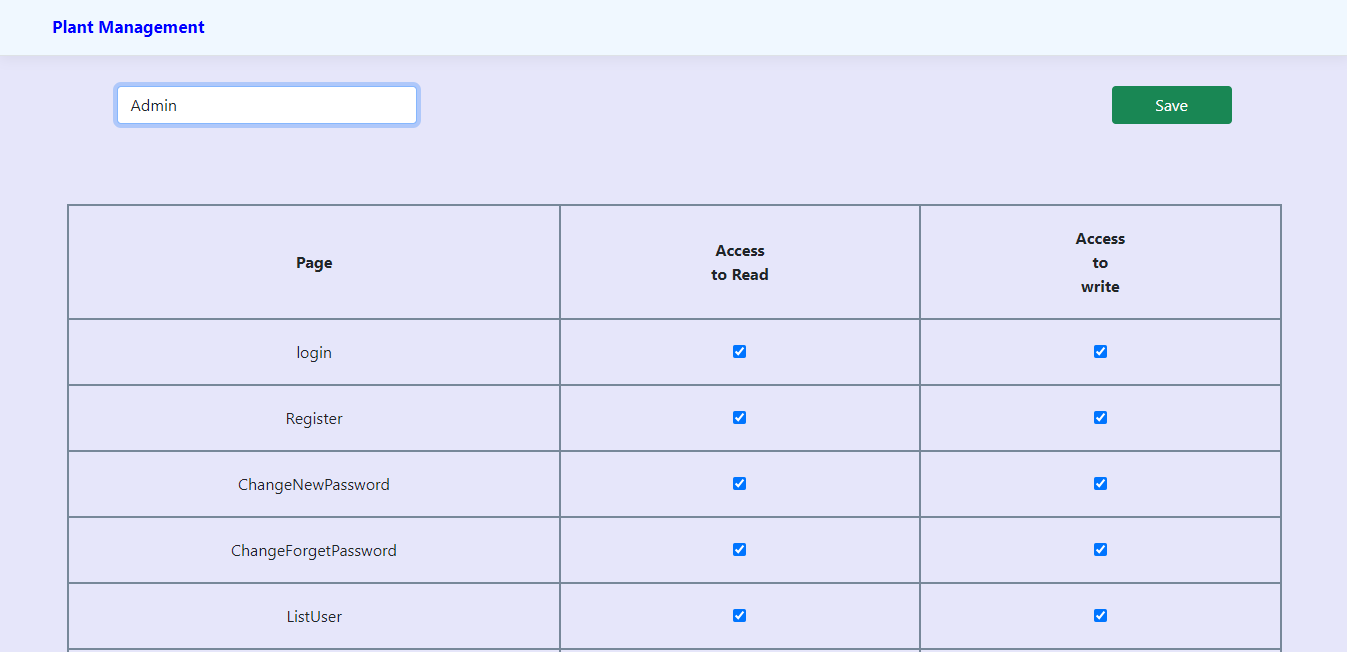 Plant Management
Admin
Save
Page
Access
to Read
Access
to
write
login
Register
ChangeNewPassword
ChangeForgetPassword
ListUser